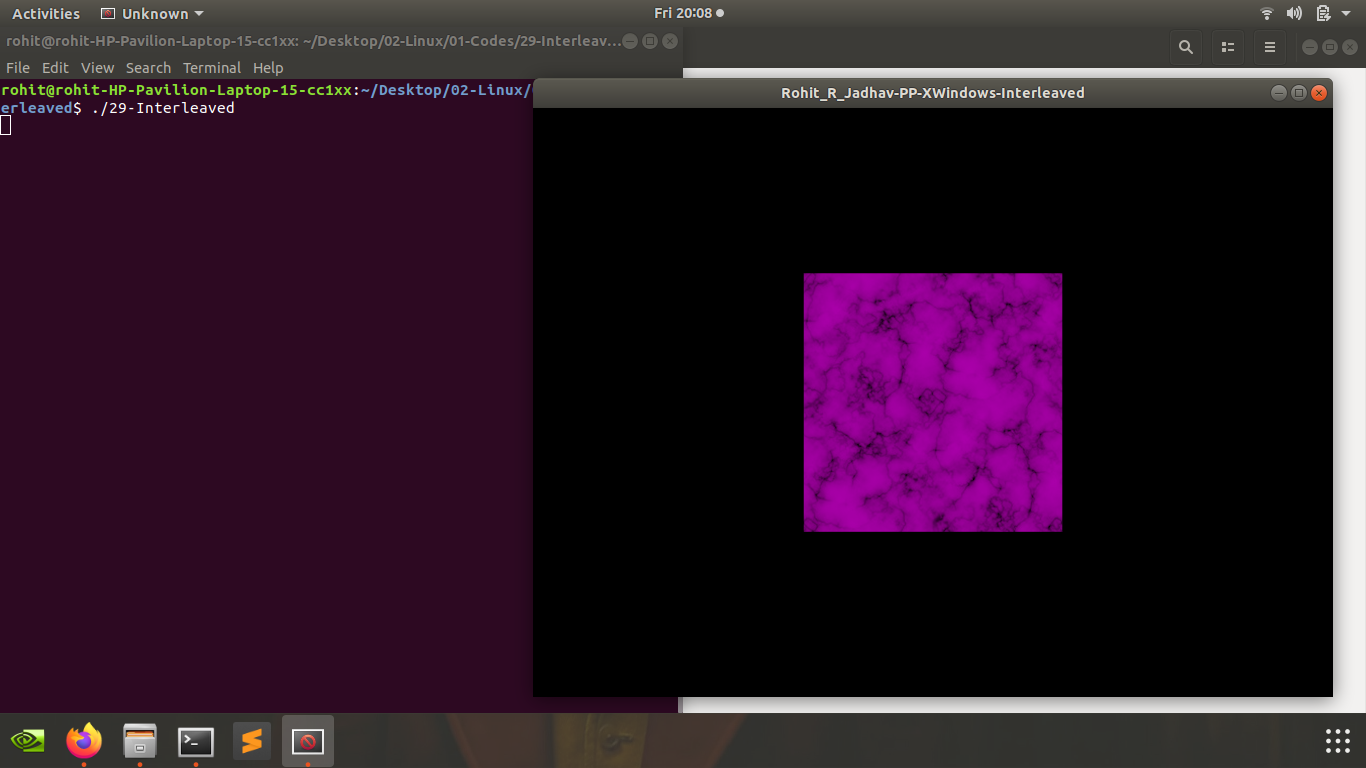 Activities Unknown Fri 20:08
rohit@rohit-HP-Pavilion-Laptop-15-cc1xx: ~/Desktop/02-Linux/01-Codes/29-Interleav…
File Edit View Search Terminal Help
rohit@rohit-HP-Pavilion-Laptop-15-cc1xx:~/Desktop/02-Linux/
erleaved$ ./29-Interleaved
Rohit_R_Jadhav-PP-XWindows-Interleaved